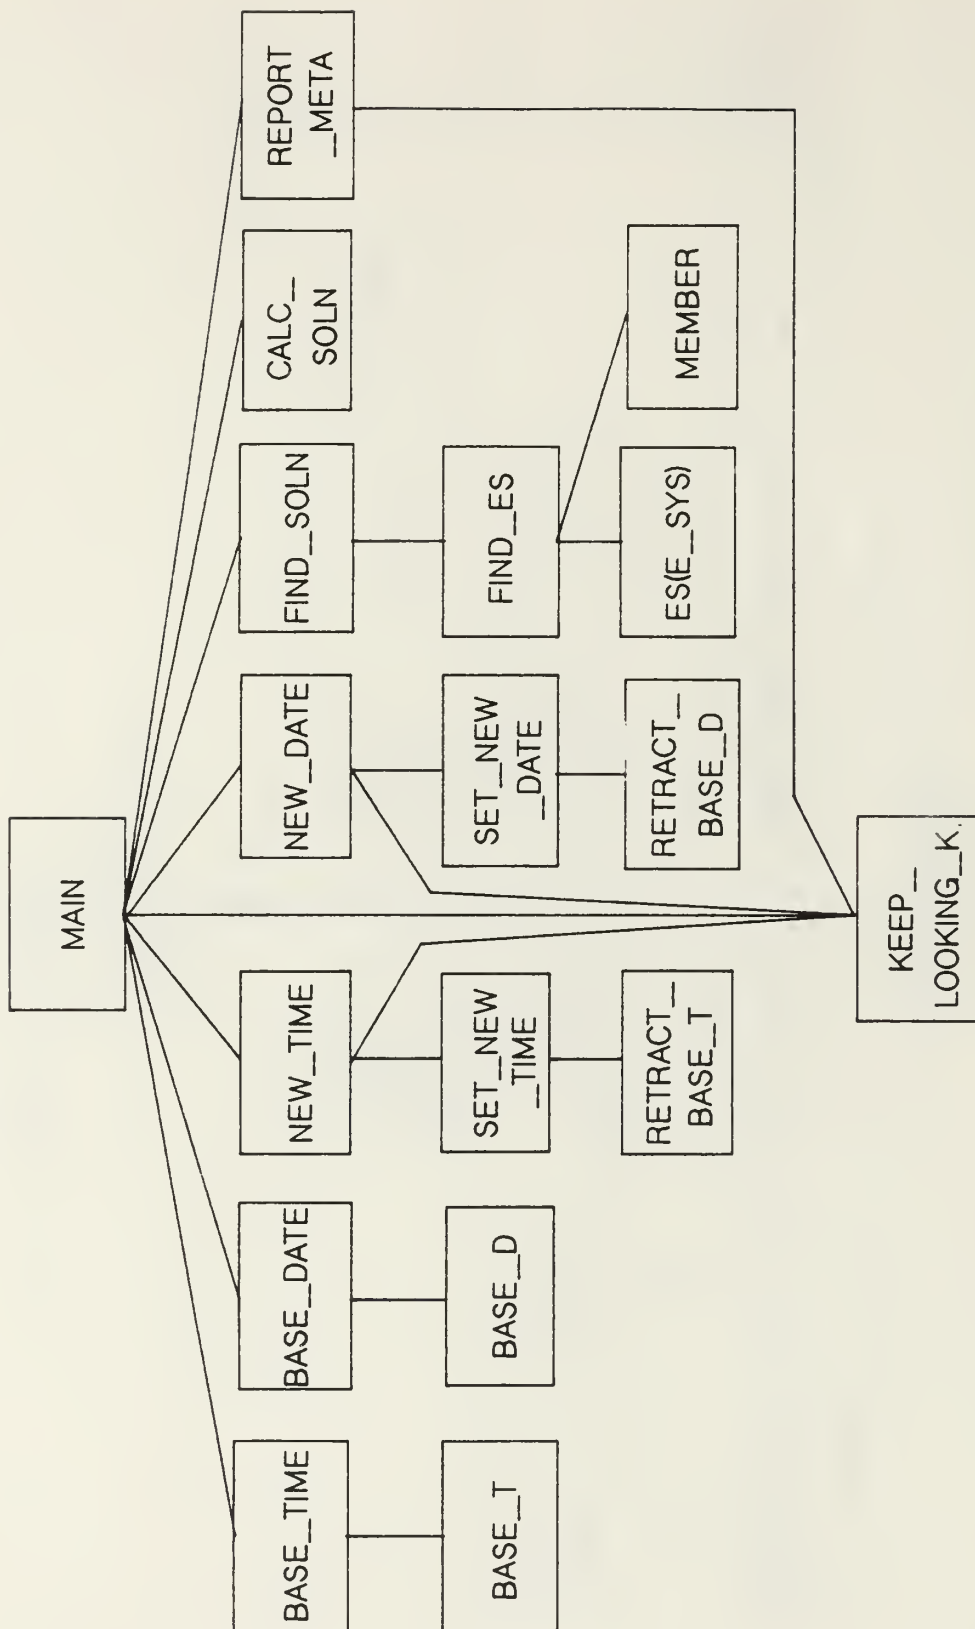 MAIN
BASE__TIME
BASE__DATE
NEW__TIME
NEW__DATE
FIND__SOLN
CALC__
SOLN
REPORT
__META
BASE__T
BASE__D
SET__NEW
__TIME
SET__NEW
__DATE
FIND__ES
RETRACT__
BASE__T
RETRACT__
BASE__D
ES(E__SYS)
MEMBER
KEEP__
LOOKING__K